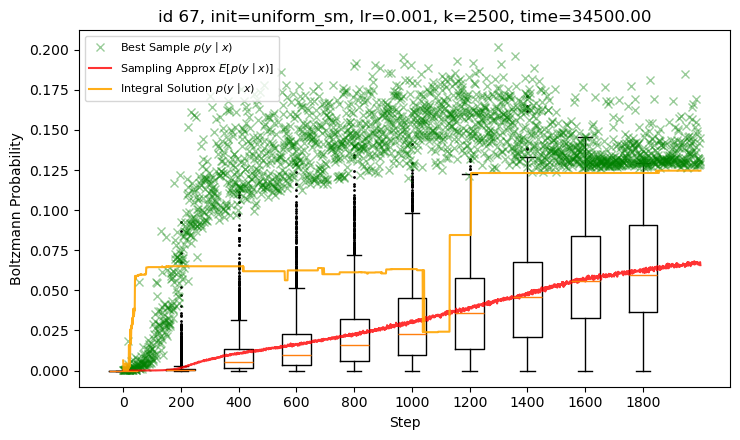 id 67, init=uniform_sm, lr=0.001, k=2500, time=34500.00
Best Sample p(y | x)
Sampling Approx E[p(y | x)]
Integral Solution p(y | x)
Boltzmann Probability
0.200
0.175
0.150
0.125
0.100
0.075
0.050
0.025
0.000
0 200 400 600 800 1000 1200 1400 1600 1800
Step